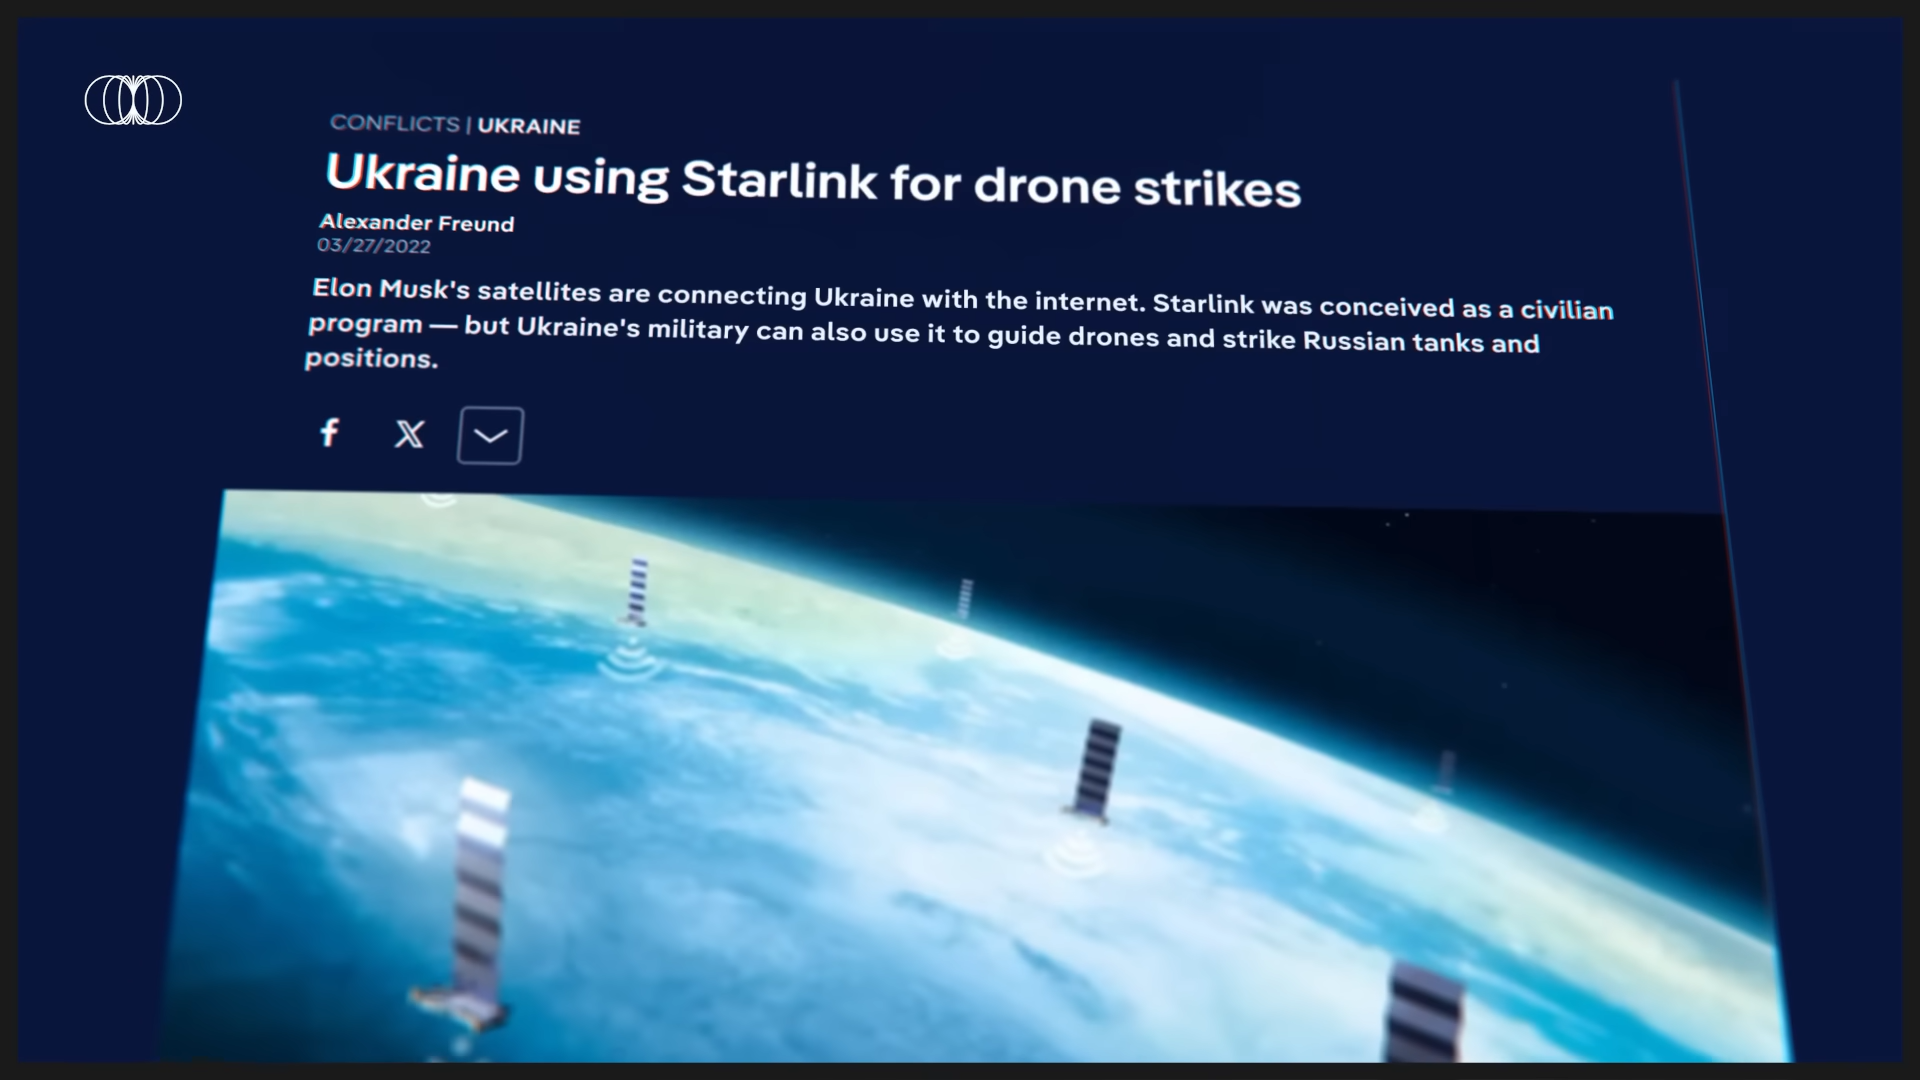 CONFLICTS | UKRAINE
Ukraine using Starlink for drone strikes
Alexander Freund
03/27/2022
Elon Musk's satellites are connecting Ukraine with the internet. Starlink was conceived as a civilian
program — but Ukraine's military can also use it to guide drones and strike Russian tanks and
positions.